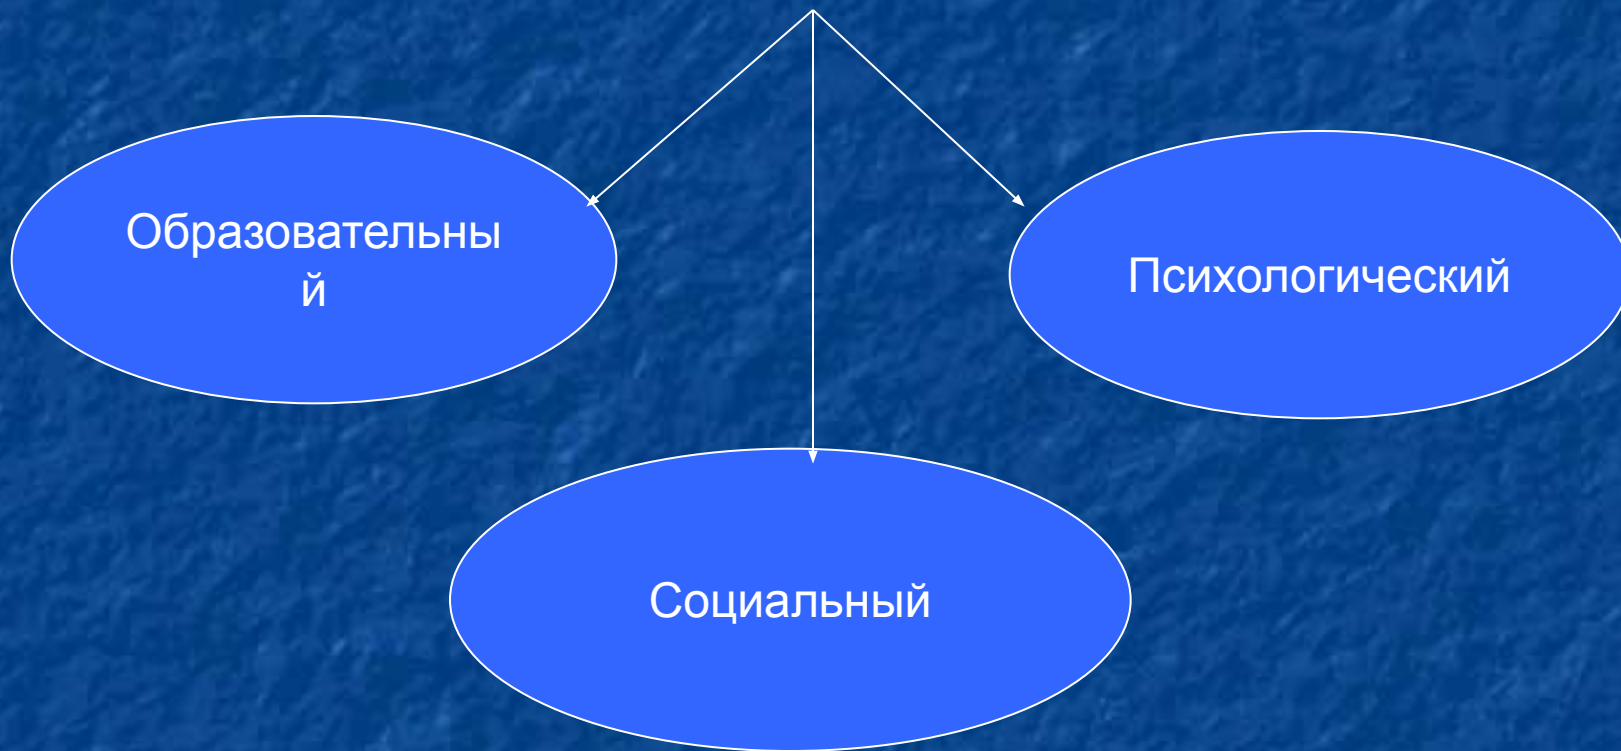 Образовательны
й
Психологический
Социальный